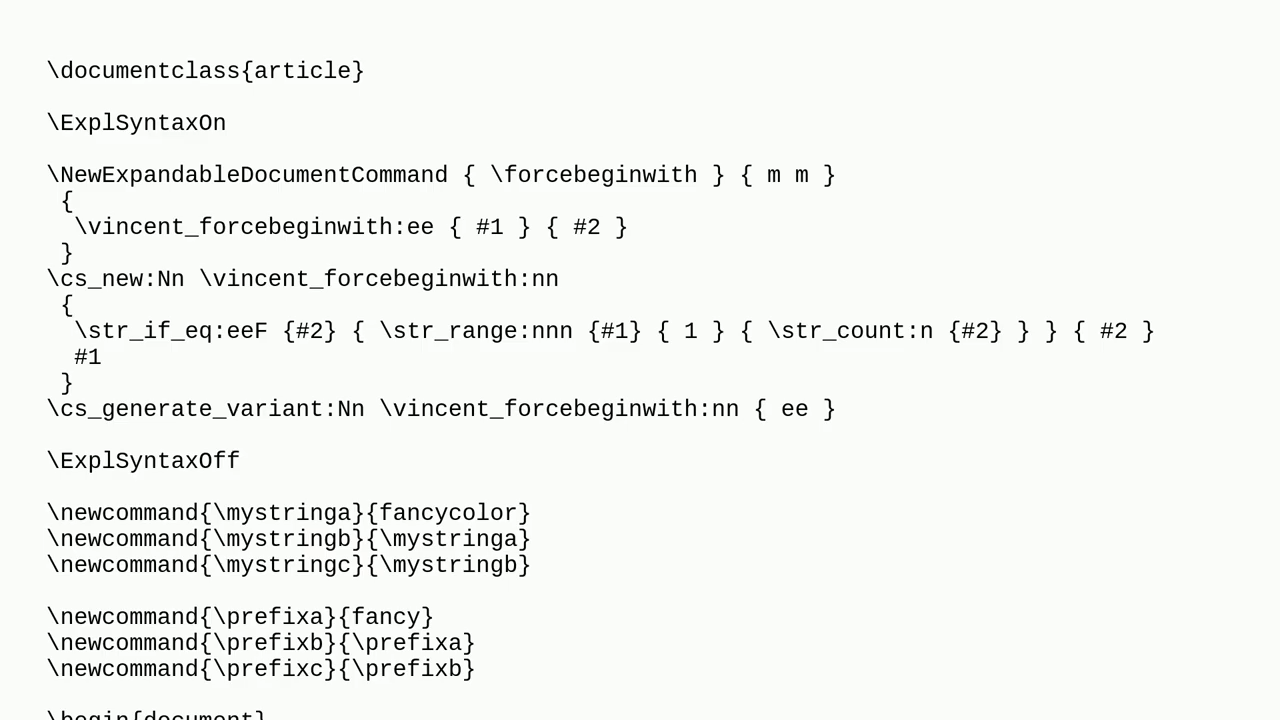 \documentclass{article}
\ExplSyntaxOn
\NewExpandableDocumentCommand { \forcebeginwith } { m m }
{
\vincent_forcebeginwith:ee { #1 } { #2 }
}
\cs_new:Nn \vincent_forcebeginwith:nn
{
\str_if_eq:eeF {#2} { \str_range:nnn {#1} { 1 } { \str_count:n {#2} } } { #2 }
#1
}
\cs_generate_variant:Nn \vincent_forcebeginwith:nn { ee }
\ExplSyntaxOff
\newcommand{\mystringa}{fancycolor}
\newcommand{\mystringb}{\mystringa}
\newcommand{\mystringc}{\mystringb}
\newcommand{\prefixa}{fancy}
\newcommand{\prefixb}{\prefixa}
\newcommand{\prefixc}{\prefixb}
\begin{document}